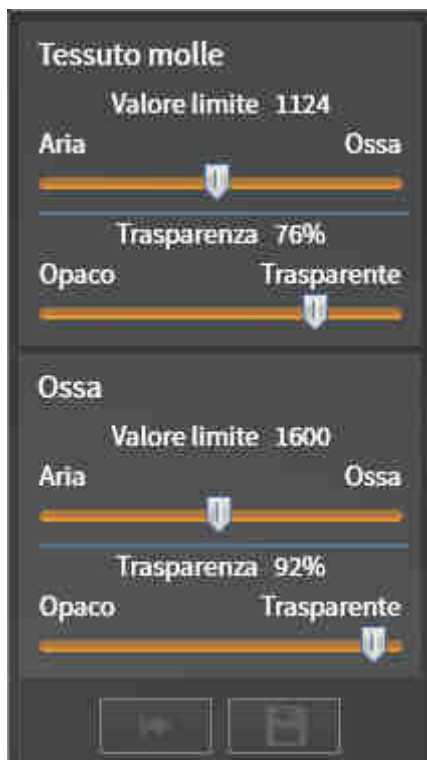 Tessuto molle
Valore limite 1124
Aria Ossa
Trasparenza 76%
Opaco Trasparente
Ossa
Valore limite 1600
Aria Ossa
Trasparenza 92%
Opaco Trasparente